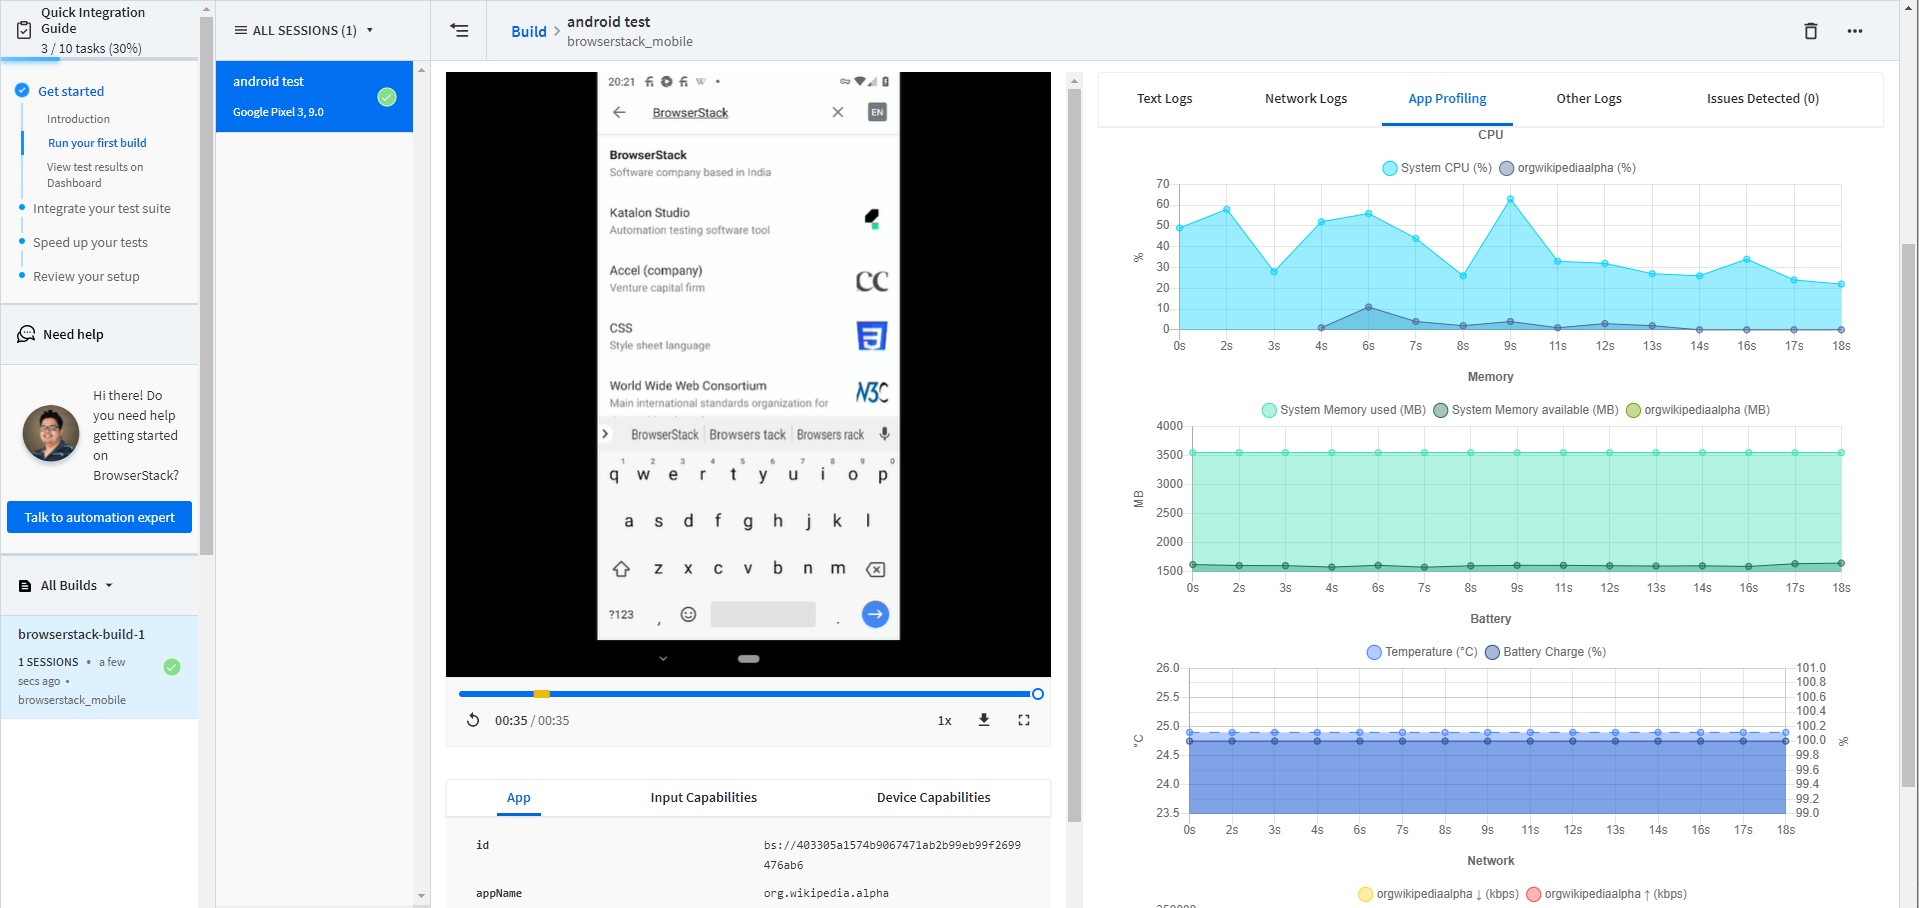 Quick Integration
Guide
3 / 10 tasks (30%)
Get started
Introduction
Run your first build
View test results on
Dashboard
Integrate your test suite
Speed up your tests
Review your setup
Need help
Hi there! Do
you need help
getting started
on
BrowserStack?
Talk to automation expert
All Builds
browserstack-build-1
1 SESSIONS • a few
secs ago •
browserstack_mobile
ALL SESSIONS (1)
android test
Google Pixel 3, 9.0
Build > android test
browserstack_mobile
20:21
BrowserStack
EN
BrowserStack
Software company based in India
Katalon Studio
Automation testing software tool
Accel (company)
Venture capital firm
CSS
Style sheet language
World Wide Web Consortium
Main international standards organization for
BrowserStack Browsers tack Browsers rack
1 2 3 4 5 6 7 8 9 0
q w e r t y u i o p
a s d f g h j k l
z x c v b n m
?123 , .
00:35 / 00:35
1x
App Input Capabilities Device Capabilities
id bs://403305a1574b9067471ab2b99eb99f2699
476ab6
appName org.wikipedia.alpha
Text Logs Network Logs App Profiling Other Logs Issues Detected (0)
CPU
System CPU (%) orgwikipediaalpha (%)
70
60
50
40
30
20
10
0
%
0s 2s 3s 4s 6s 7s 8s 9s 11s 12s 13s 14s 16s 17s 18s
Memory
System Memory used (MB) System Memory available (MB) orgwikipediaalpha (MB)
4000
3500
3000
2500
2000
1500
MB
0s 2s 3s 4s 6s 7s 8s 9s 11s 12s 13s 14s 16s 17s 18s
Battery
Temperature (°C) Battery Charge (%)
26.0
25.5
25.0
24.5
24.0
23.5
°C
101.0
100.8
100.6
100.4
100.2
100.0
99.8
99.6
99.4
99.2
99.0
%
0s 2s 3s 4s 6s 7s 8s 9s 11s 12s 13s 14s 16s 17s 18s
Network
orgwikipediaalpha ↓ (kbps) orgwikipediaalpha ↑ (kbps)